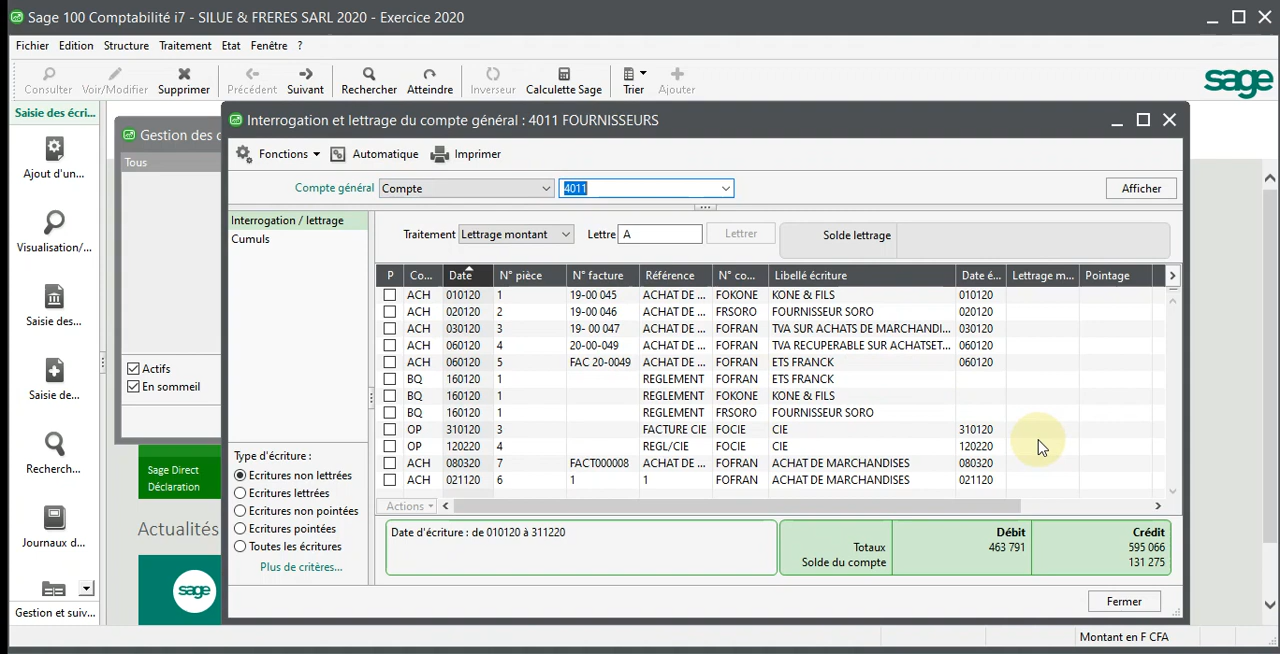 Sage 100 Comptabilité i7 - SILUE & FRERES SARL 2020 - Exercice 2020
Fichier Edition Structure Traitement Etat Fenêtre ?
Consulter Voir/Modifier Supprimer Précédent Suivant Rechercher Atteindre Inverseur Calculette Sage Trier Ajouter
sage
Saisie des écri...
Ajout d'un...
Visualisation/...
Saisie des...
Saisie de...
Recherch...
Journaux d...
Gestion et suiv...
Gestion des c
Tous
Actifs
En sommeil
Sage Direct
Déclaration
Actualités
sage
Interrogation et lettrage du compte général : 4011 FOURNISSEURS
Fonctions Automatique Imprimer
Compte général Compte 4011 Afficher
Interrogation / lettrage
Cumuls
Traitement Lettrage montant Lettre A Lettrer Solde lettrage
P Co... Date N° pièce N° facture Référence N° co... Libellé écriture Date é... Lettrage m... Pointage
ACH 010120 1 19-00 045 ACHAT DE ... FOKONE KONE & FILS 010120
ACH 020120 2 19-00 046 ACHAT DE ... FRSORO FOURNISSEUR SORO 020120
ACH 030120 3 19- 00 047 ACHAT DE ... FOFRAN TVA SUR ACHATS DE MARCHANDI... 030120
ACH 060120 4 20-00-049 ACHAT DE ... FOFRAN TVA RECUPERABLE SUR ACHATSET... 060120
ACH 060120 5 FAC 20-0049 ACHAT DE ... FOFRAN ETS FRANCK 060120
BQ 160120 1 REGLEMENT FOFRAN ETS FRANCK
BQ 160120 1 REGLEMENT FOKONE KONE & FILS
BQ 160120 1 REGLEMENT FRSORO FOURNISSEUR SORO
OP 310120 3 FACTURE CIE FOCIE CIE 310120
OP 120220 4 REGL/CIE FOCIE CIE 120220
ACH 080320 7 FACT000008 ACHAT DE ... FOFRAN ACHAT DE MARCHANDISES 080320
ACH 021120 6 1 1 FOFRAN ACHAT DE MARCHANDISES 021120
Actions
Type d'écriture :
Ecritures non lettrées
Ecritures lettrées
Ecritures non pointées
Ecritures pointées
Toutes les écritures
Plus de critères...
Date d'écriture : de 010120 à 311220
Débit Crédit
Totaux 463 791 595 066
Solde du compte 131 275
Fermer
Montant en F CFA